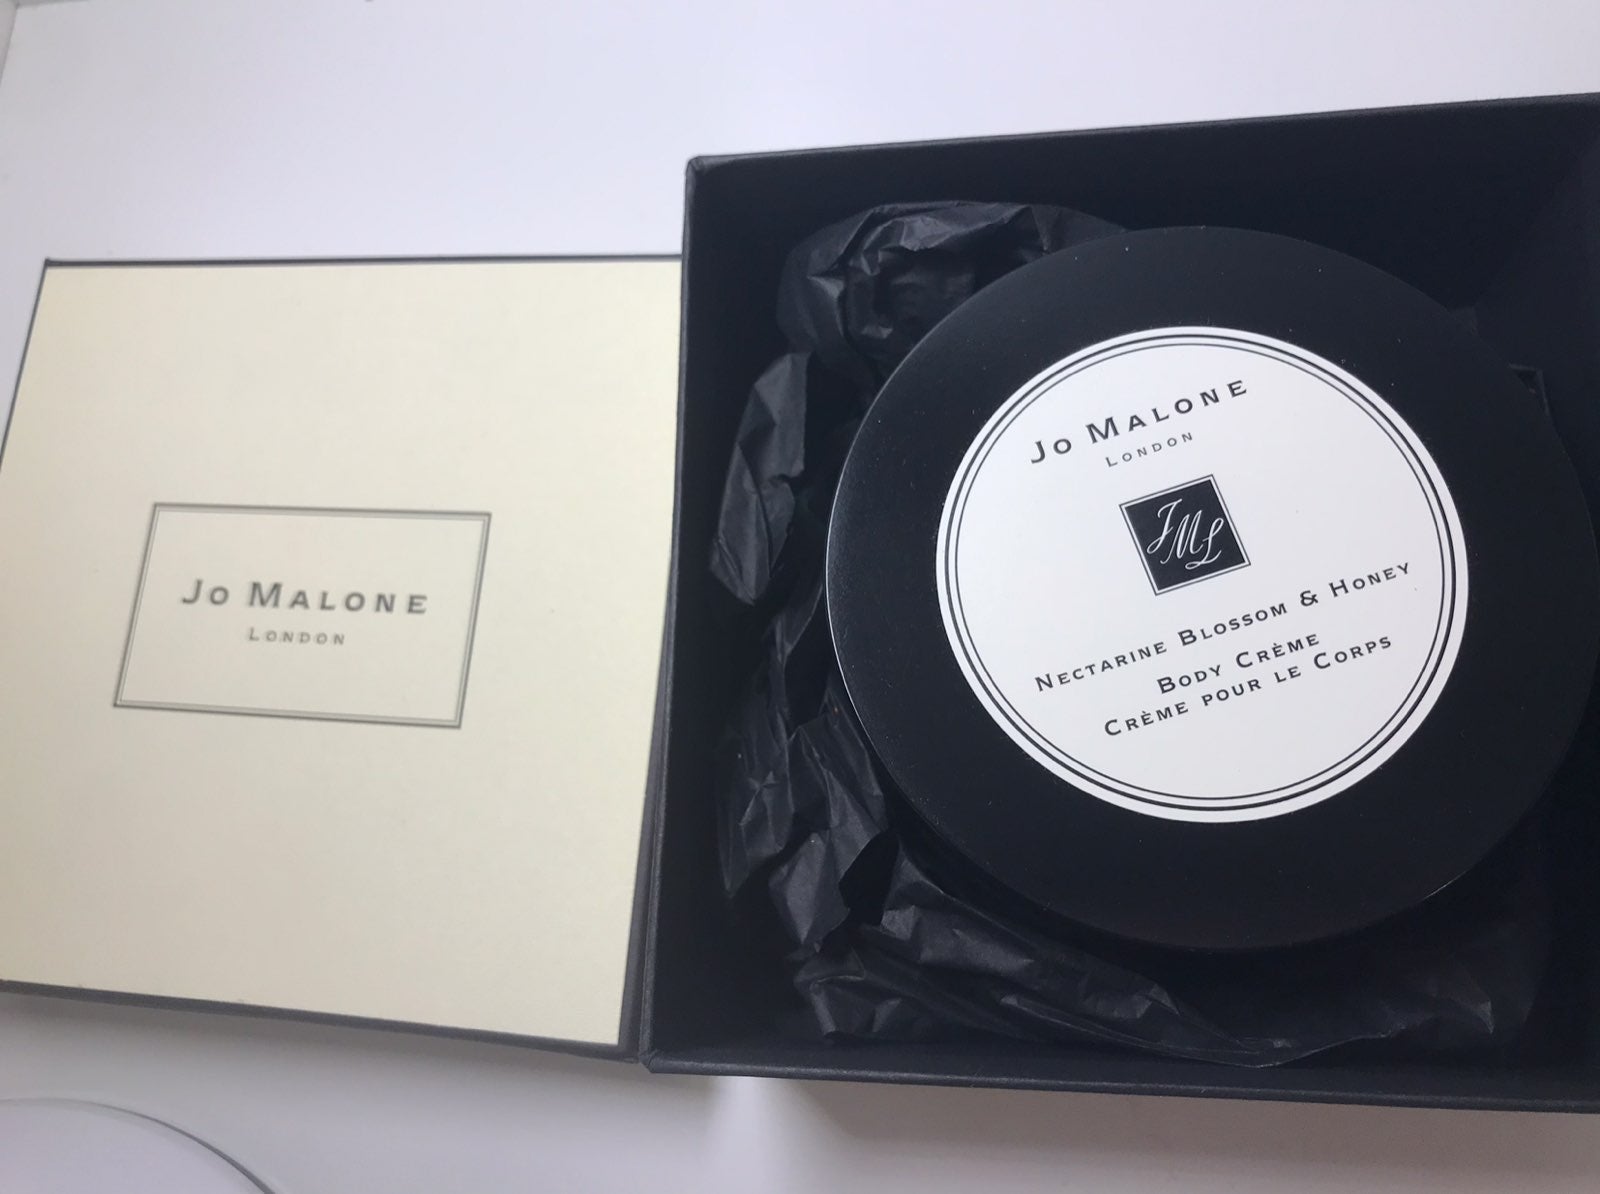 Jo Malone
London
Jo Malone
London
JML
Nectarine Blossom & Honey
Body Crème
Crème pour le Corps